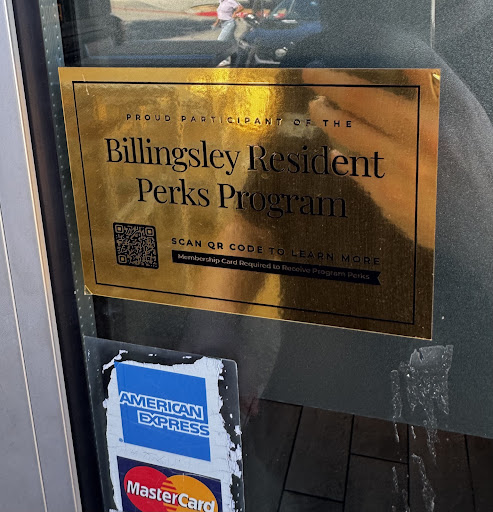 PROUD PARTICIPANT OF THE
Billingsley Resident
Perks Program
SCAN QR CODE TO LEARN MORE
Membership Card Required to Receive Program Perks
AMERICAN
EXPRESS
MasterCard